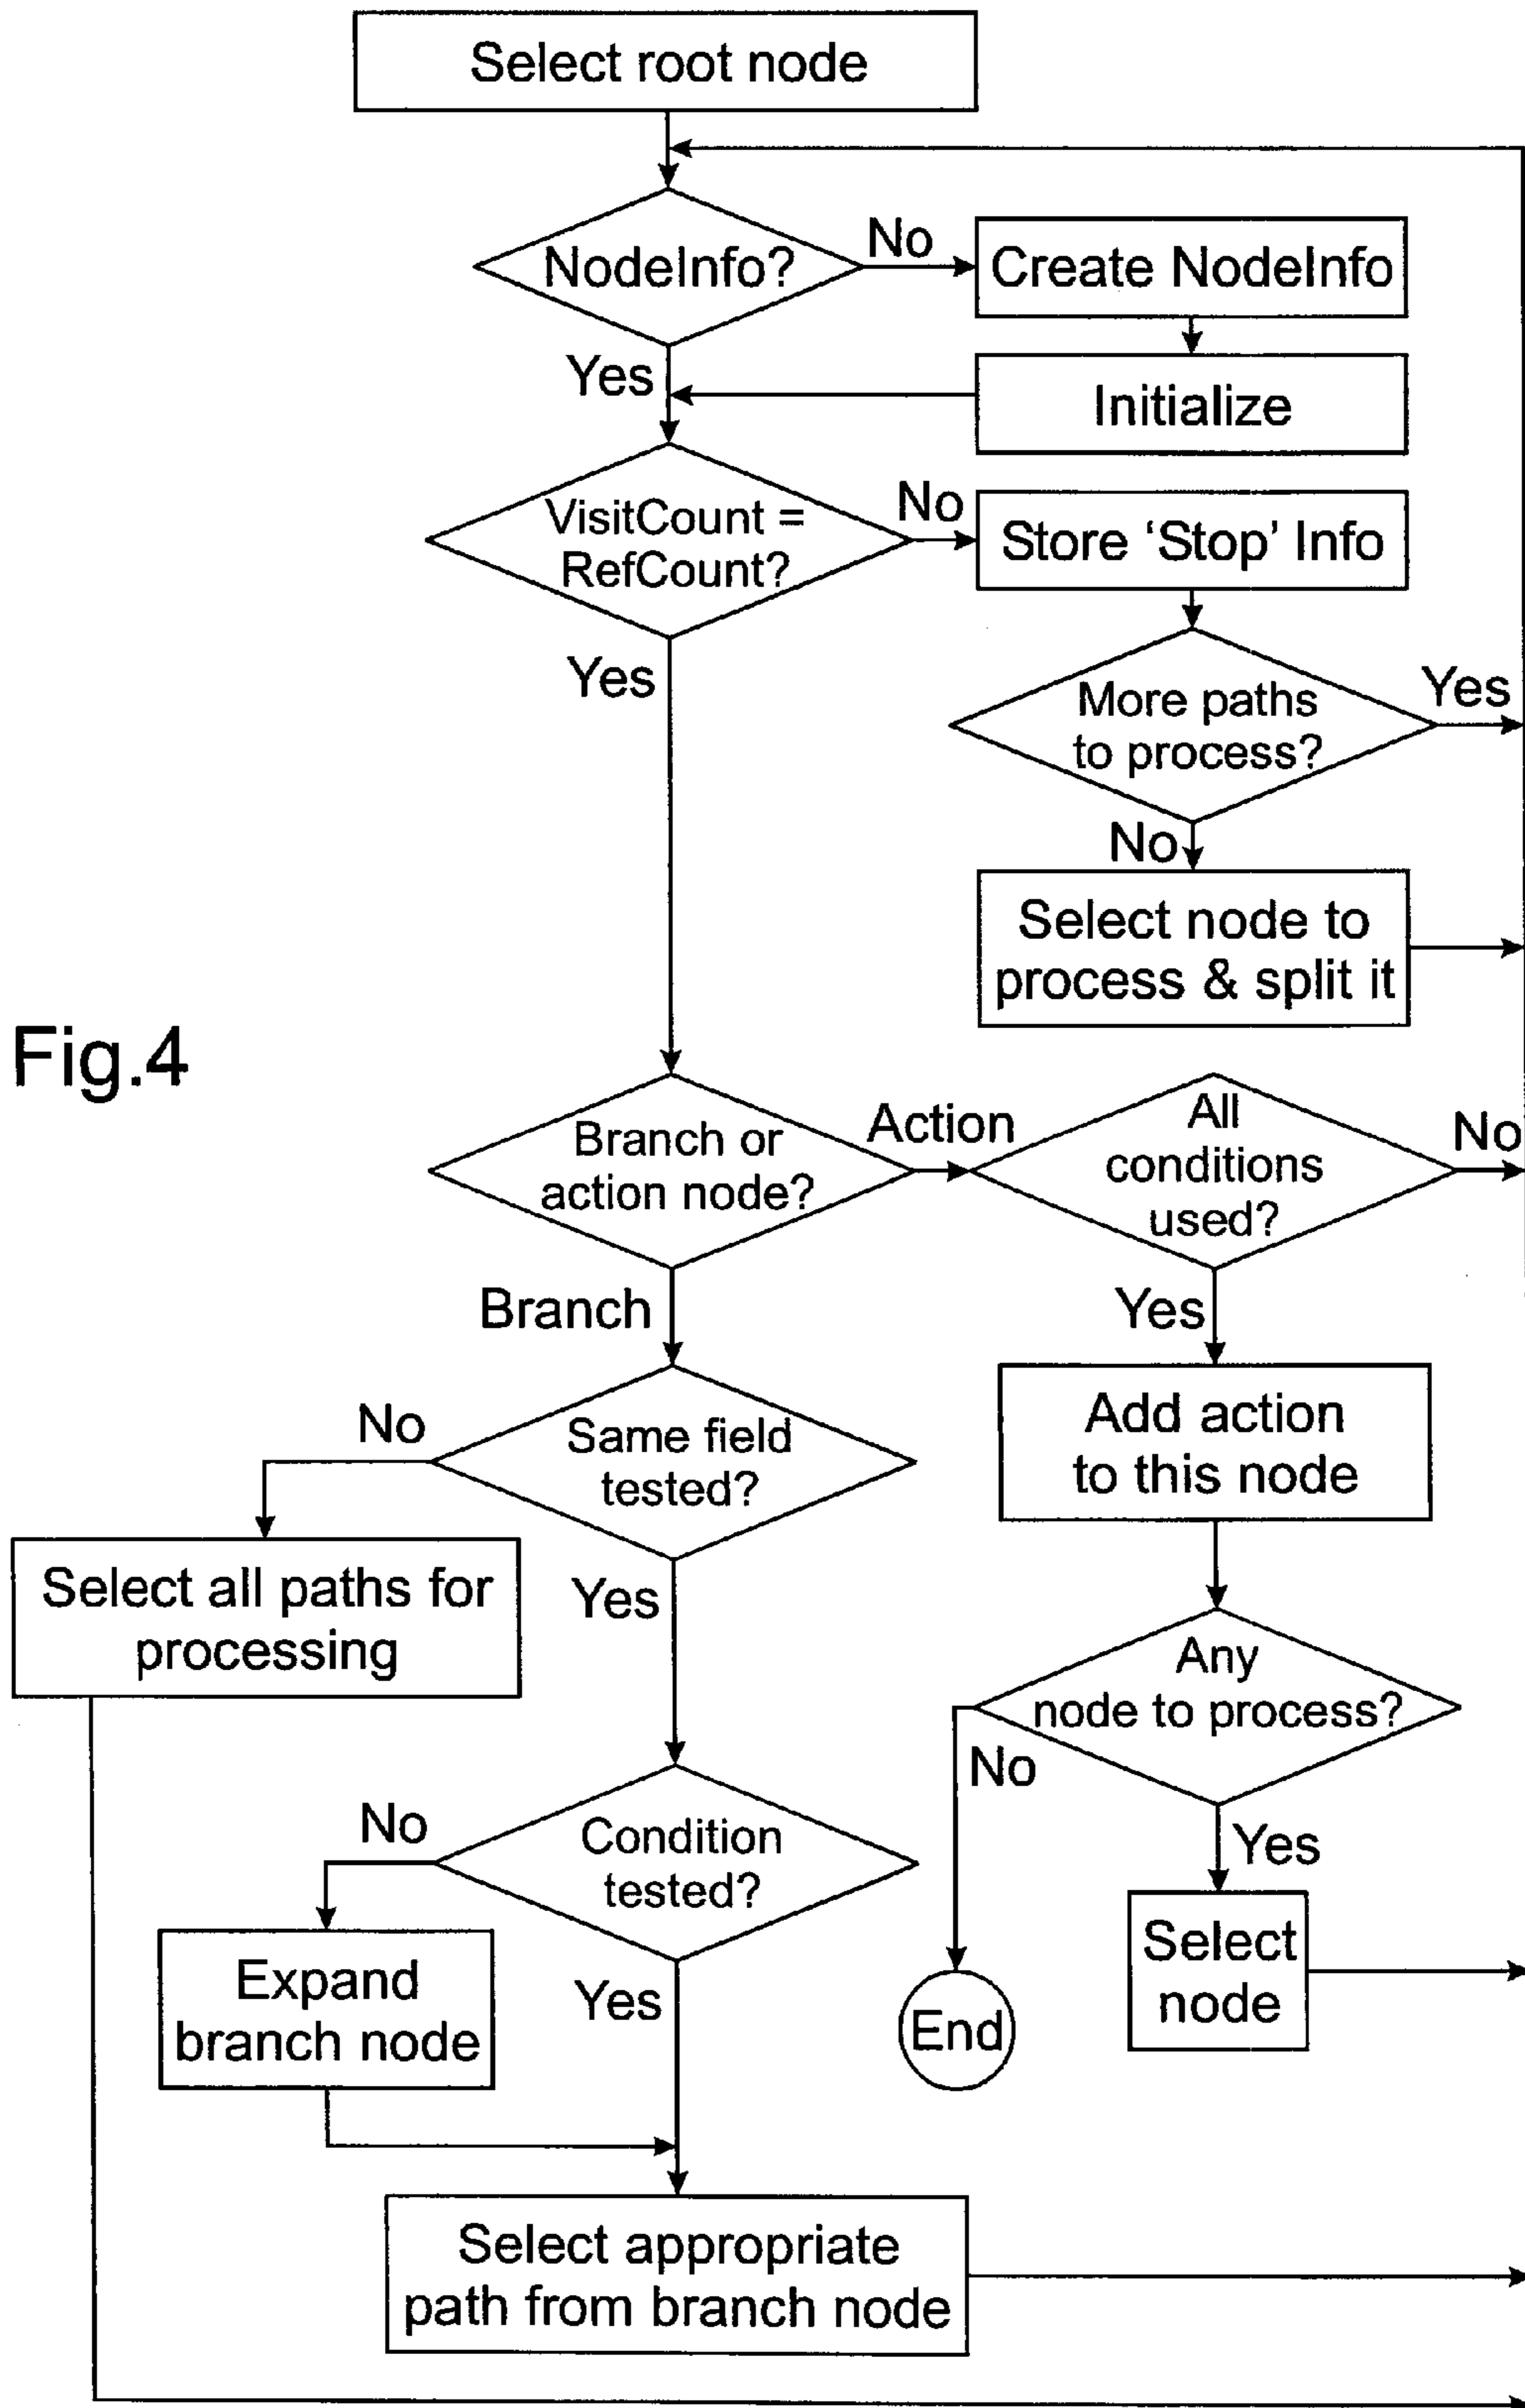 Select root node
NodeInfo?
No
Create NodeInfo
Yes
Initialize
VisitCount =
RefCount?
No
Store ‘Stop’ Info
Yes
More paths
to process?
Yes
No
Select node to
process & split it
Fig.4
Branch or
action node?
Action
All
conditions
used?
No
Branch
Yes
Same field
tested?
No
Add action
to this node
Select all paths for
processing
Yes
Any
node to process?
No
Yes
Condition
tested?
No
Select
node
Expand
branch node
Yes
End
Select appropriate
path from branch node